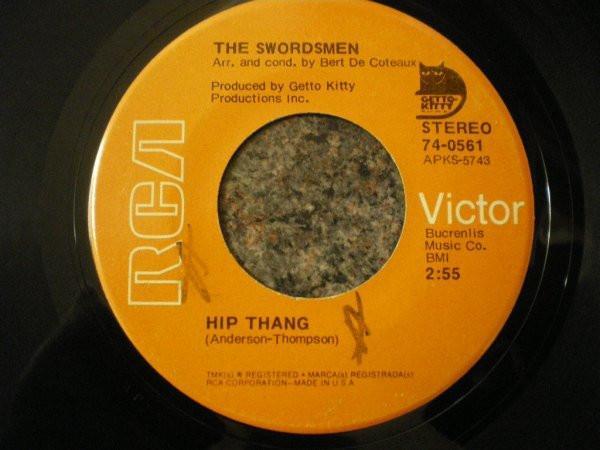 THE SWORDSMEN
Arr. and cond. by Bert De Coteaux
Produced by Getto Kitty
Productions Inc.
GETTO-
KITTY
STEREO
74-0561
APKS-5743
RCA
Victor
Bucrenlis
Music Co.
BMI
2:55
HIP THANG
(Anderson-Thompson)
TMK(s) ® REGISTERED • MARCA(s) REGISTRADA(s)
RCA CORPORATION—MADE IN U.S.A